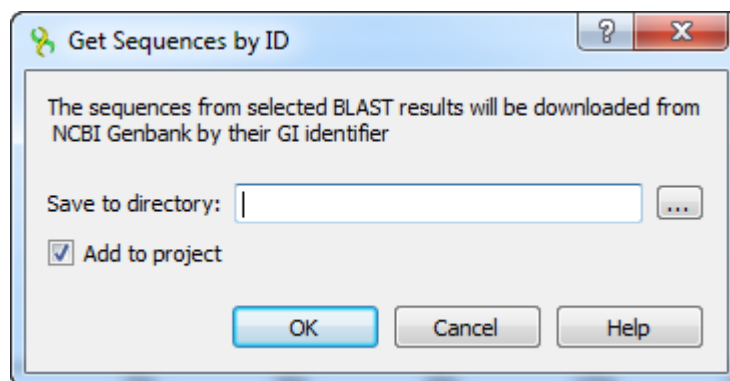 Get Sequences by ID
?
The sequences from selected BLAST results will be downloaded from
NCBI Genbank by their GI identifier
Save to directory:
...
Add to project
OK
Cancel
Help